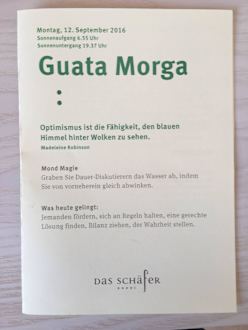 Montag, 12. September 2016
Sonnenaufgang 6.55 Uhr
Sonnenuntergang 19.37 Uhr
Guata Morga
:
Optimismus ist die Fähigkeit, den blauen
Himmel hinter Wolken zu sehen.
Madeleine Robinson
Mond Magie
Graben Sie Dauer-Diskutierern das Wasser ab, indem
Sie von vorneherein gleich abwinken.
Was heute gelingt:
Jemanden fördern, sich an Regeln halten, eine gerechte
Lösung finden, Bilanz ziehen, der Wahrheit stellen.
DAS SCHÄFER